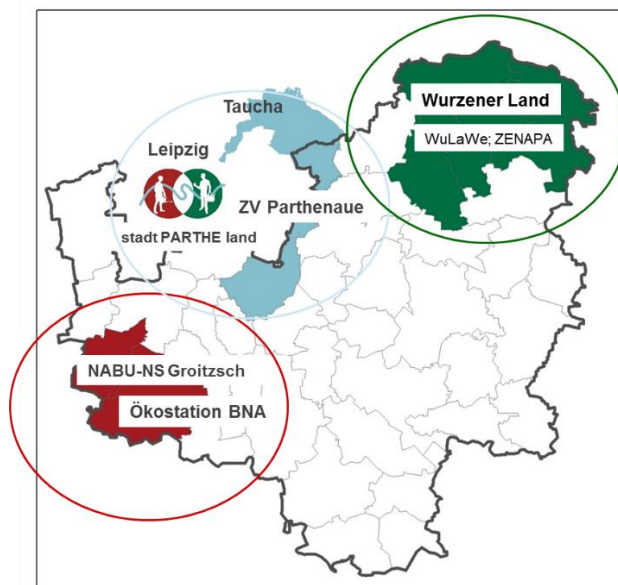 Taucha
Wurzener Land
WuLaWe; ZENAPA
Leipzig
ZV Parthenaue
stadt PARTHE land
NABU-NS Groitzsch
Ökostation BNA